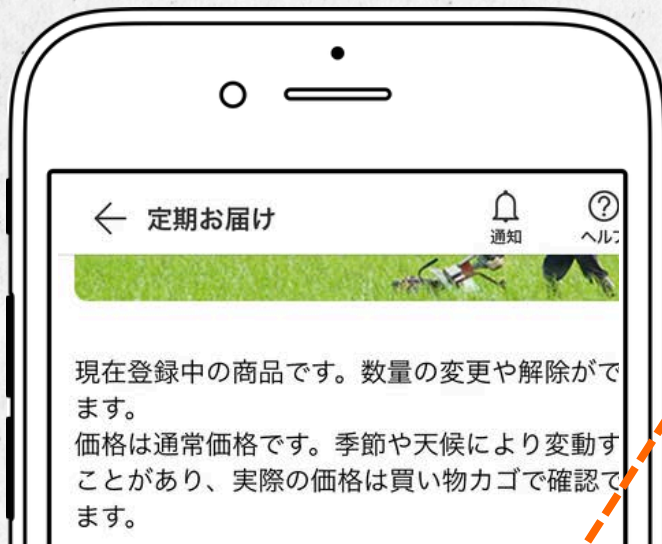 定期お届け
通知
ヘル
現在登録中の商品です。数量の変更や解除がで
ます。
価格は通常価格です。季節や天候により変動す
ことがあり、実際の価格は買い物カゴで確認で
ます。